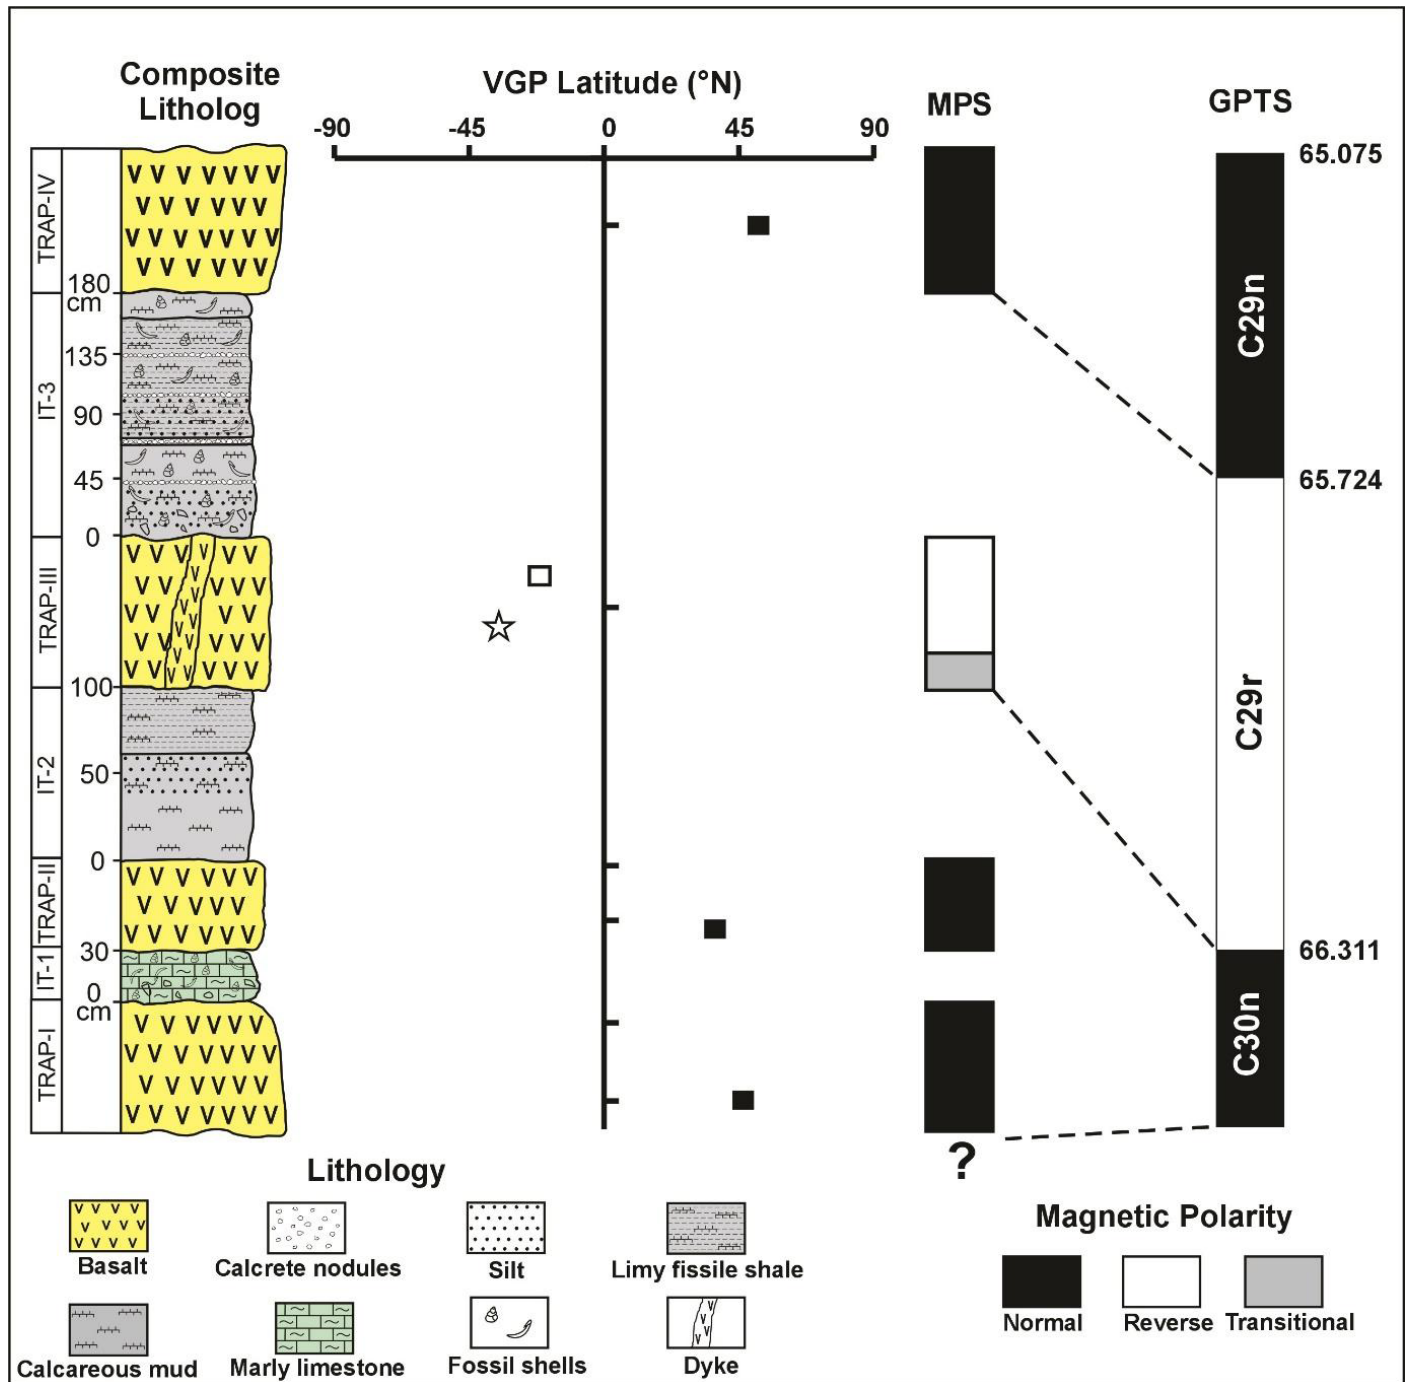 Composite
Litholog
VGP Latitude (°N)
MPS
GPTS
-90
-45
0
45
90
65.075
TRAP-IV
180
cm
C29n
135
IT-3
90
45
65.724
0
TRAP-III
100
C29r
IT-2
50
0
TRAP-II
30
66.311
IT-1
0
cm
C30n
TRAP-I
?
Lithology
Basalt
Calcrete nodules
Silt
Limy fissile shale
Calcareous mud
Marly limestone
Fossil shells
Dyke
Magnetic Polarity
Normal
Reverse
Transitional